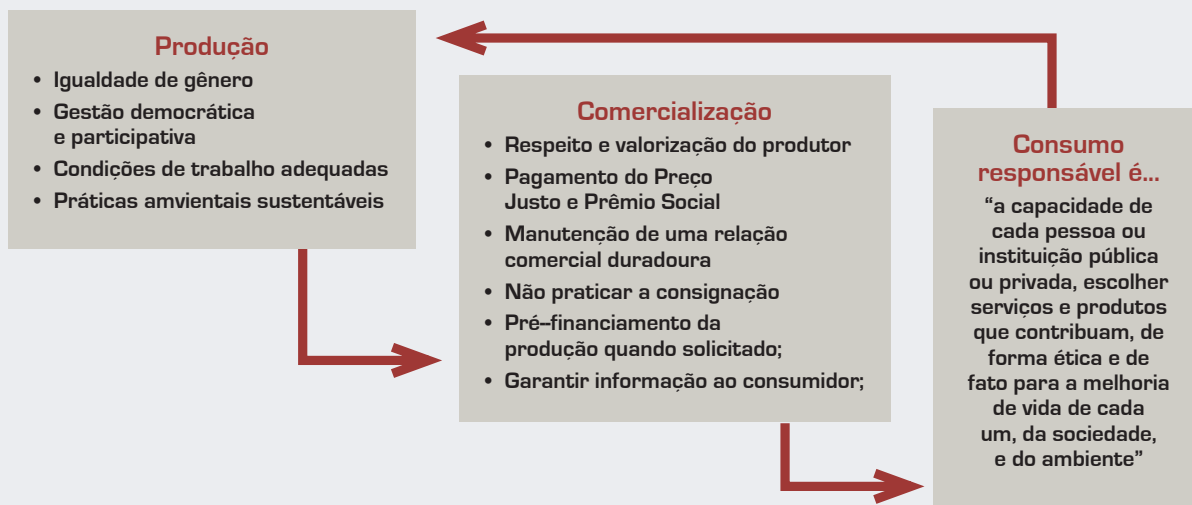 Produção
• Igualdade de gênero
• Gestão democrática
e participativa
• Condições de trabalho adequadas
• Práticas amvientais sustentáveis
Comercialização
• Respeito e valorização do produtor
• Pagamento do Preço
Justo e Prêmio Social
• Manutenção de uma relação
comercial duradoura
• Não praticar a consignação
• Pré-financiamento da
produção quando solicitado;
• Garantir informação ao consumidor;
Consumo
responsável é...
“a capacidade de
cada pessoa ou
instituição pública
ou privada, escolher
serviços e produtos
que contribuam, de
forma ética e de
fato para a melhoria
de vida de cada
um, da sociedade,
e do ambiente”